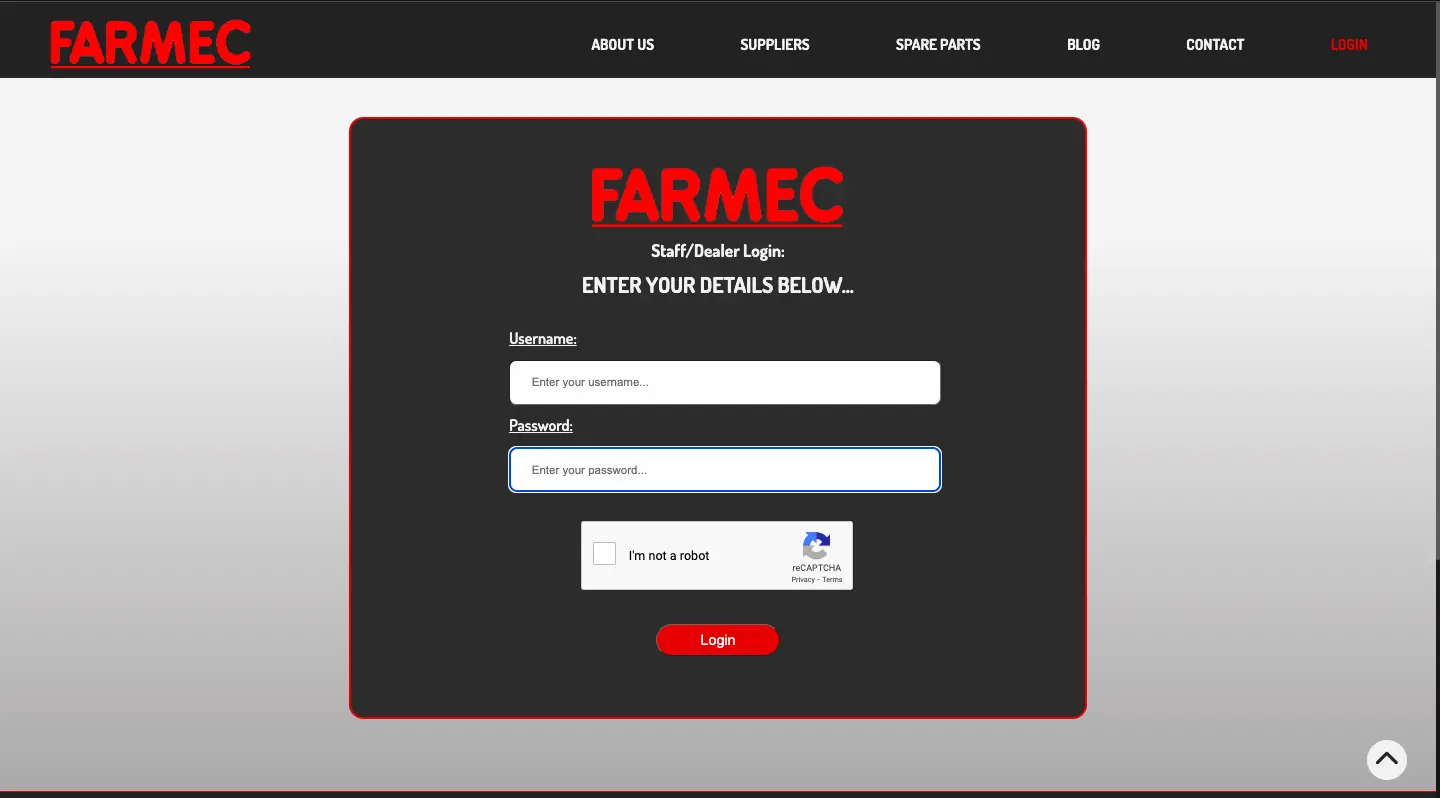 FARMEC
ABOUT US
SUPPLIERS
SPARE PARTS
BLOG
CONTACT
LOGIN
FARMEC
Staff/Dealer Login:
ENTER YOUR DETAILS BELOW...
Username:
Enter your username...
Password:
Enter your password...
I'm not a robot
reCAPTCHA
Privacy - Terms
Login